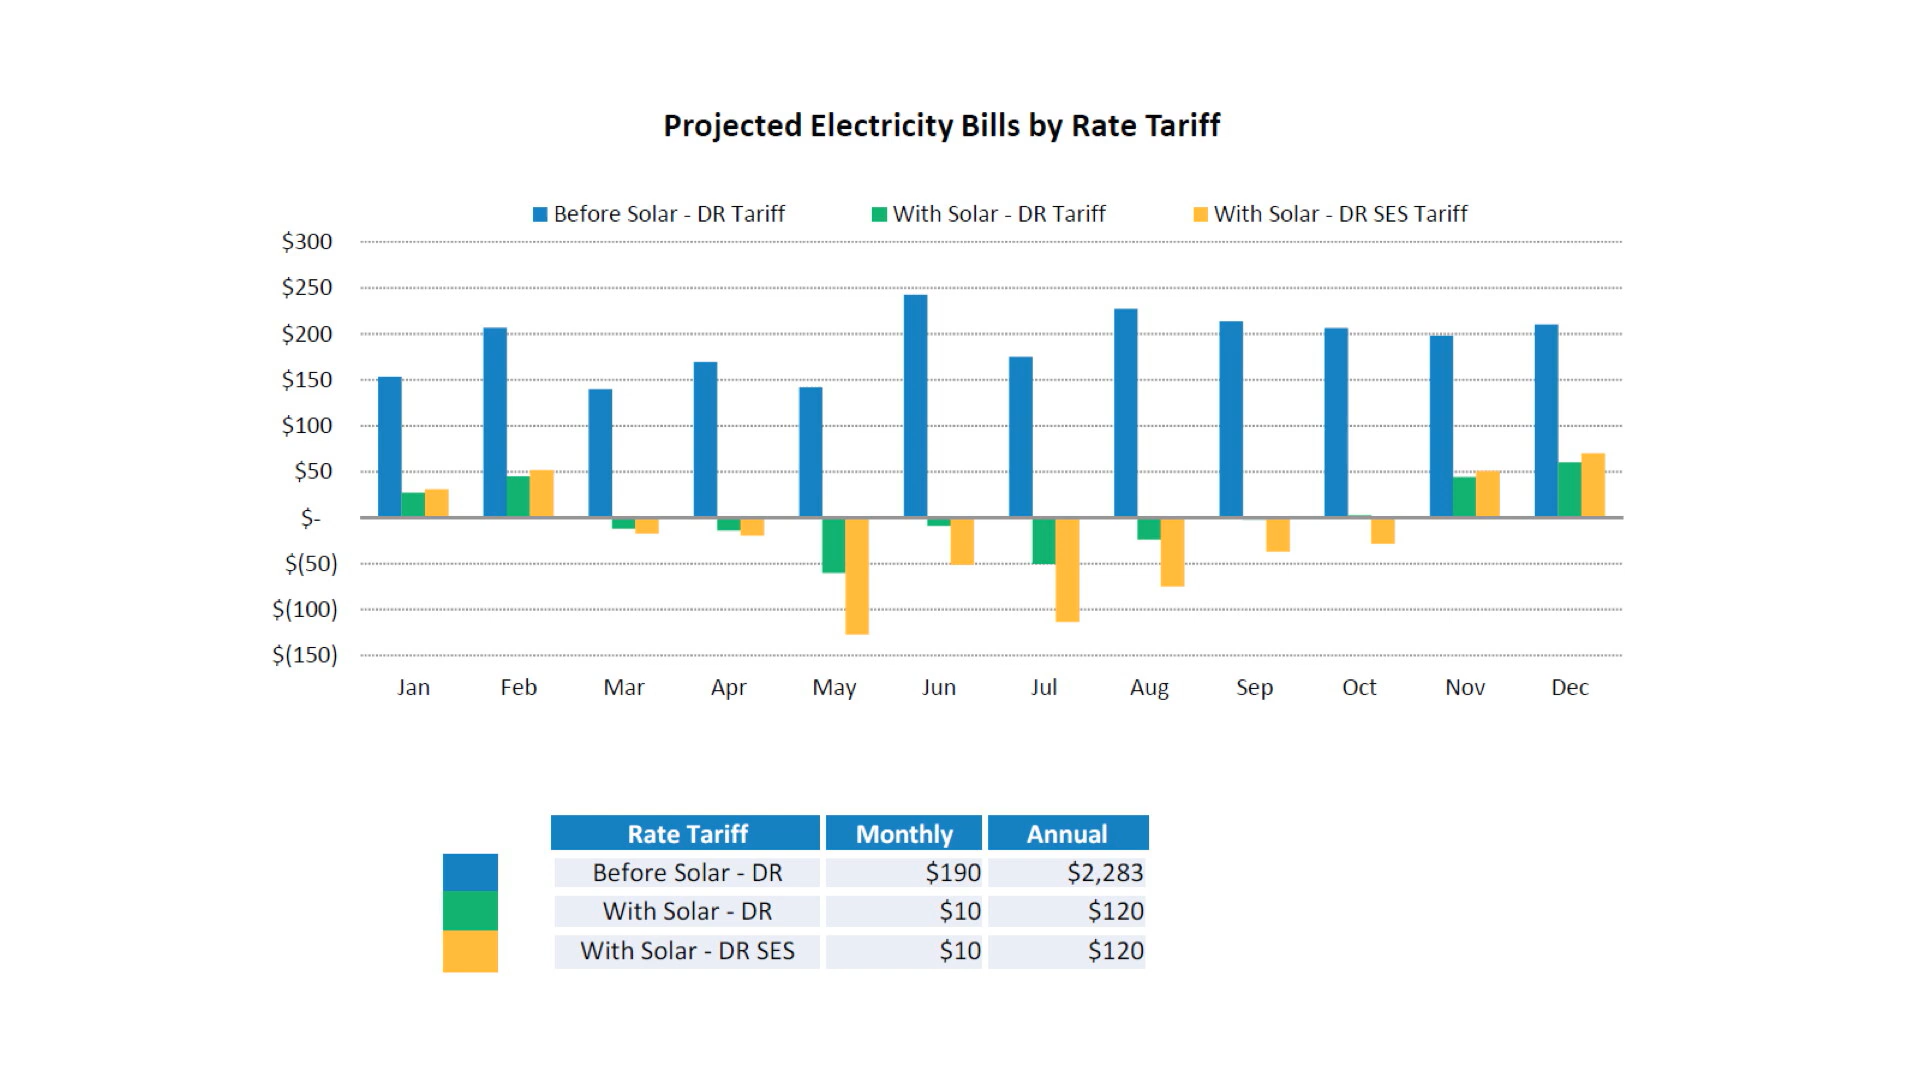 Projected Electricity Bills by Rate Tariff
Before Solar - DR Tariff With Solar - DR Tariff With Solar - DR SES Tariff
$300
$250
$200
$150
$100
$50
$-
$(50)
$(100)
$(150)
Jan Feb Mar Apr May Jun Jul Aug Sep Oct Nov Dec
Rate Tariff Monthly Annual
Before Solar - DR $190 $2,283
With Solar - DR $10 $120
With Solar - DR SES $10 $120